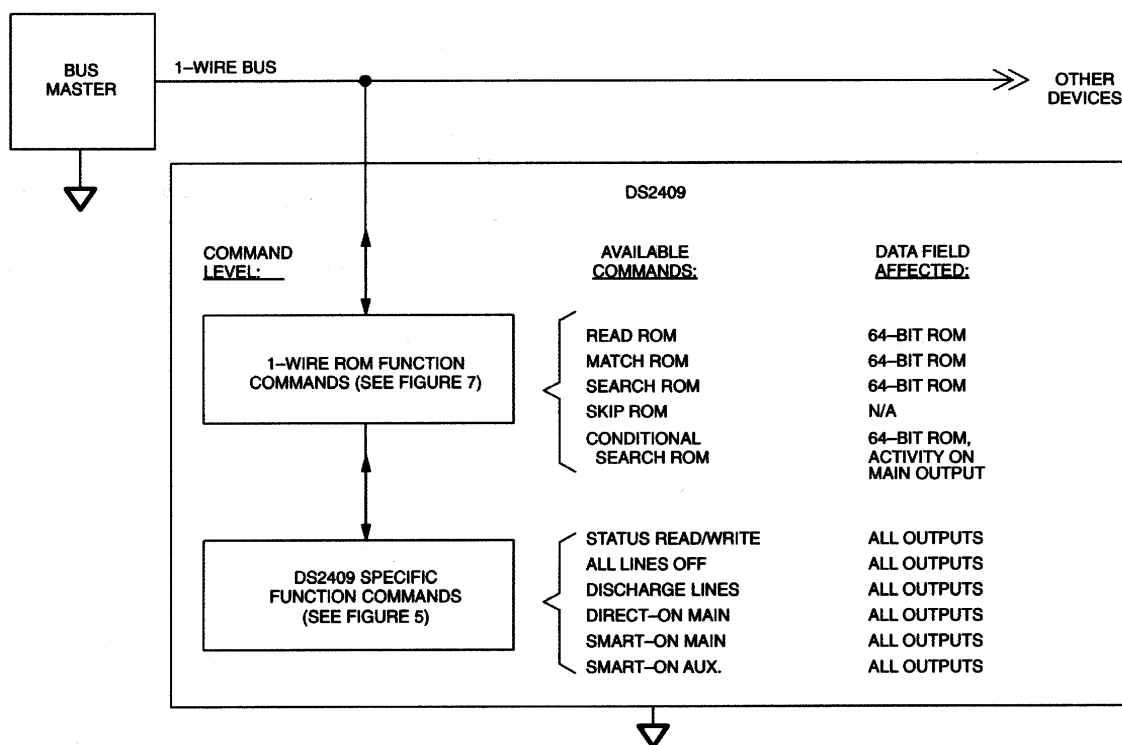 BUS
MASTER
1–WIRE BUS
OTHER
DEVICES
DS2409
COMMAND
LEVEL:
AVAILABLE
COMMANDS:
DATA FIELD
AFFECTED:
1–WIRE ROM FUNCTION
COMMANDS (SEE FIGURE 7)
READ ROM 64–BIT ROM
MATCH ROM 64–BIT ROM
SEARCH ROM 64–BIT ROM
SKIP ROM N/A
CONDITIONAL 64–BIT ROM,
SEARCH ROM ACTIVITY ON
MAIN OUTPUT
DS2409 SPECIFIC
FUNCTION COMMANDS
(SEE FIGURE 5)
STATUS READ/WRITE ALL OUTPUTS
ALL LINES OFF ALL OUTPUTS
DISCHARGE LINES ALL OUTPUTS
DIRECT–ON MAIN ALL OUTPUTS
SMART–ON MAIN ALL OUTPUTS
SMART–ON AUX. ALL OUTPUTS